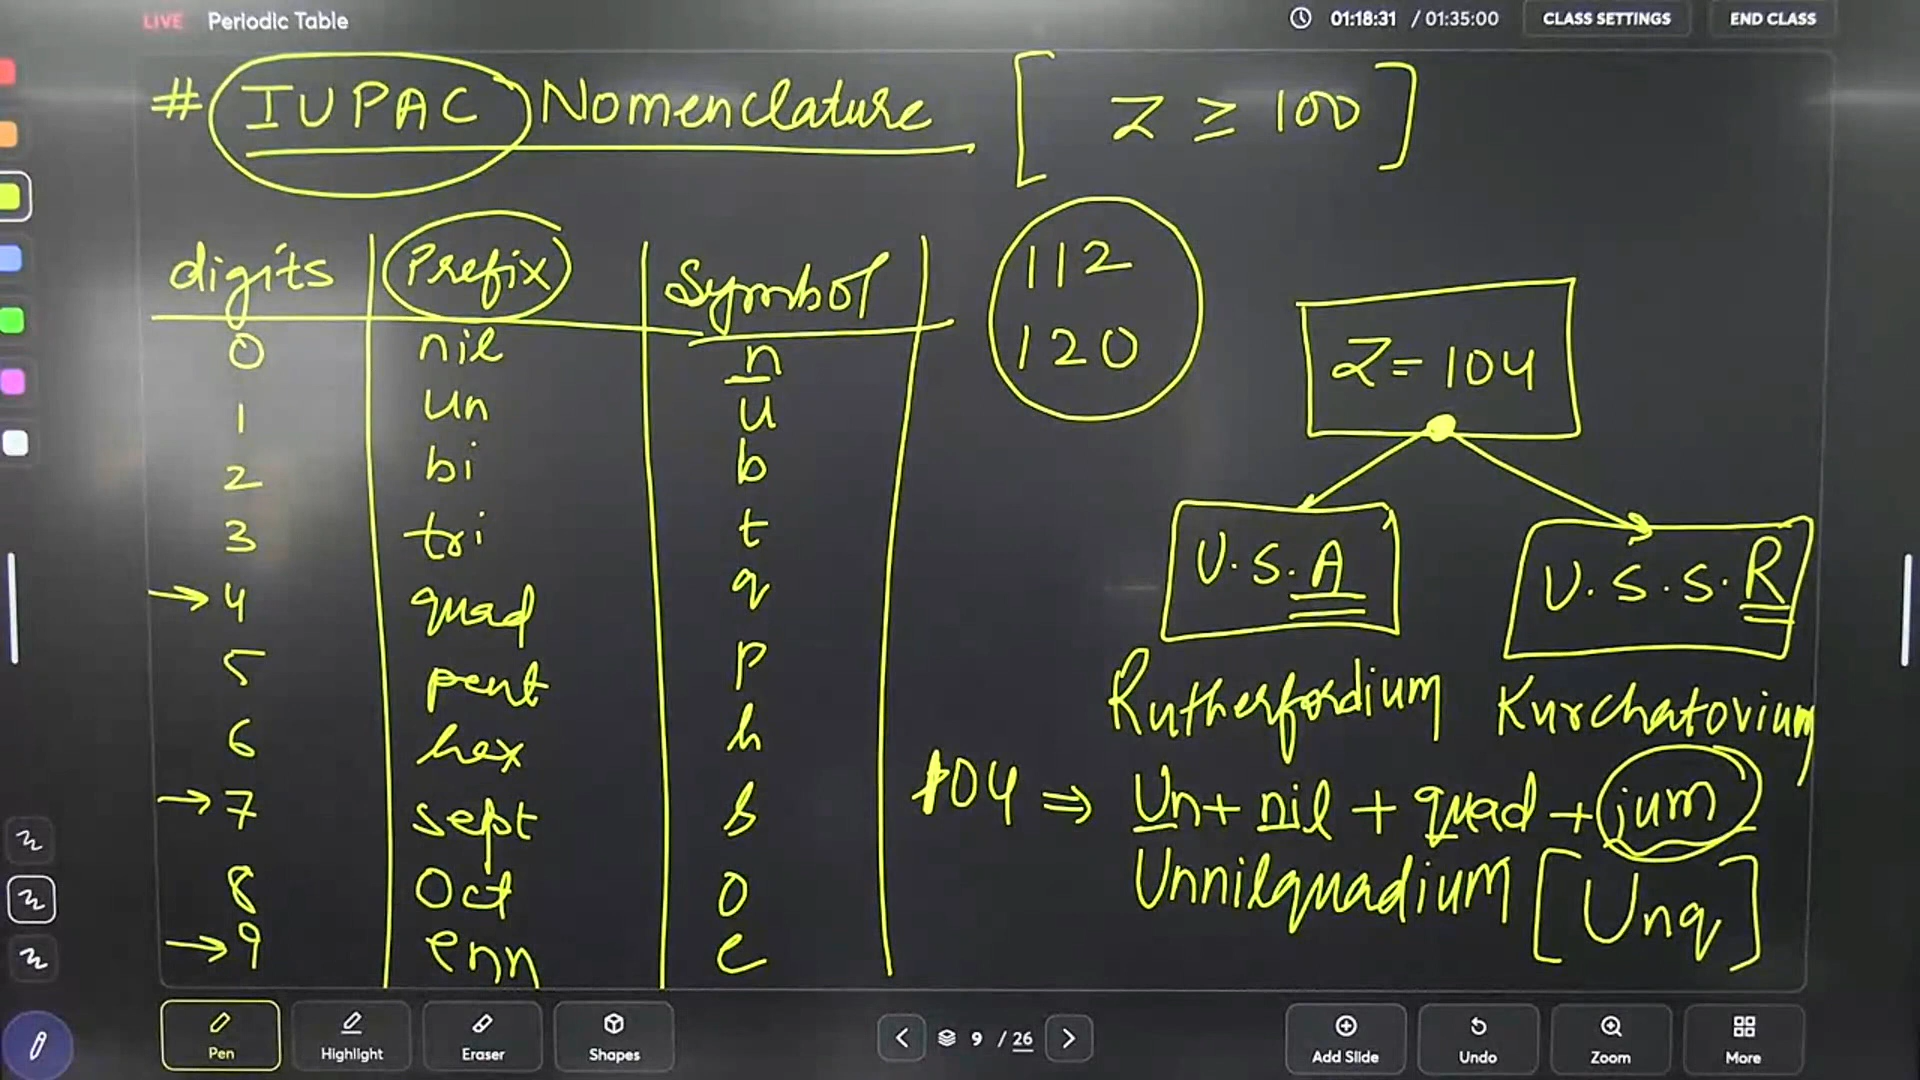 LIVE Periodic Table 01:18:31 / 01:35:00 CLASS SETTINGS END CLASS
# IUPAC Nomenclature [ Z ≥ 100 ]
digits Prefix Symbol
0 nil n
1 un u
2 bi b
3 tri t
→ 4 quad q
5 pent p
6 hex h
→ 7 sept s
8 Oct o
→ 9 enn e
112
120
Z = 104
U.S.A U.S.S.R
Rutherfordium Kurchatovium
104 ⇒ Un + nil + quad + ium
Unnilquadium [Unq]
Pen Highlight Eraser Shapes 9 / 26 Add Slide Undo Zoom More